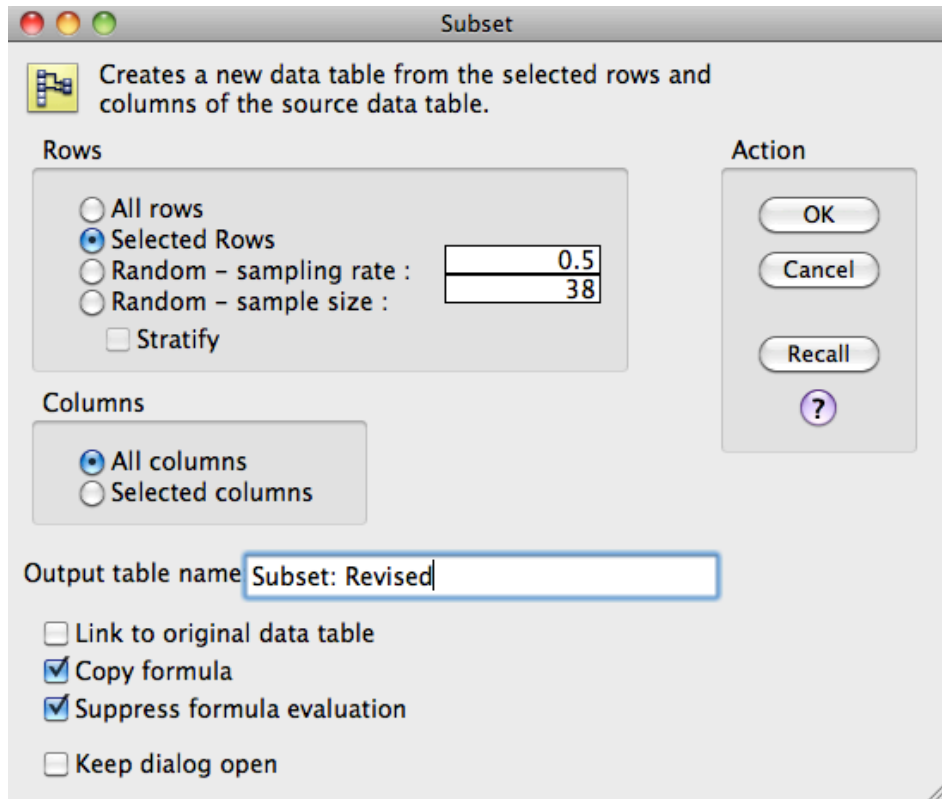 Subset
Creates a new data table from the selected rows and
columns of the source data table.
Rows
All rows
Selected Rows
Random – sampling rate :
0.5
Random – sample size :
38
Stratify
Action
OK
Cancel
Recall
?
Columns
All columns
Selected columns
Output table name
Subset: Revised
Link to original data table
Copy formula
Suppress formula evaluation
Keep dialog open